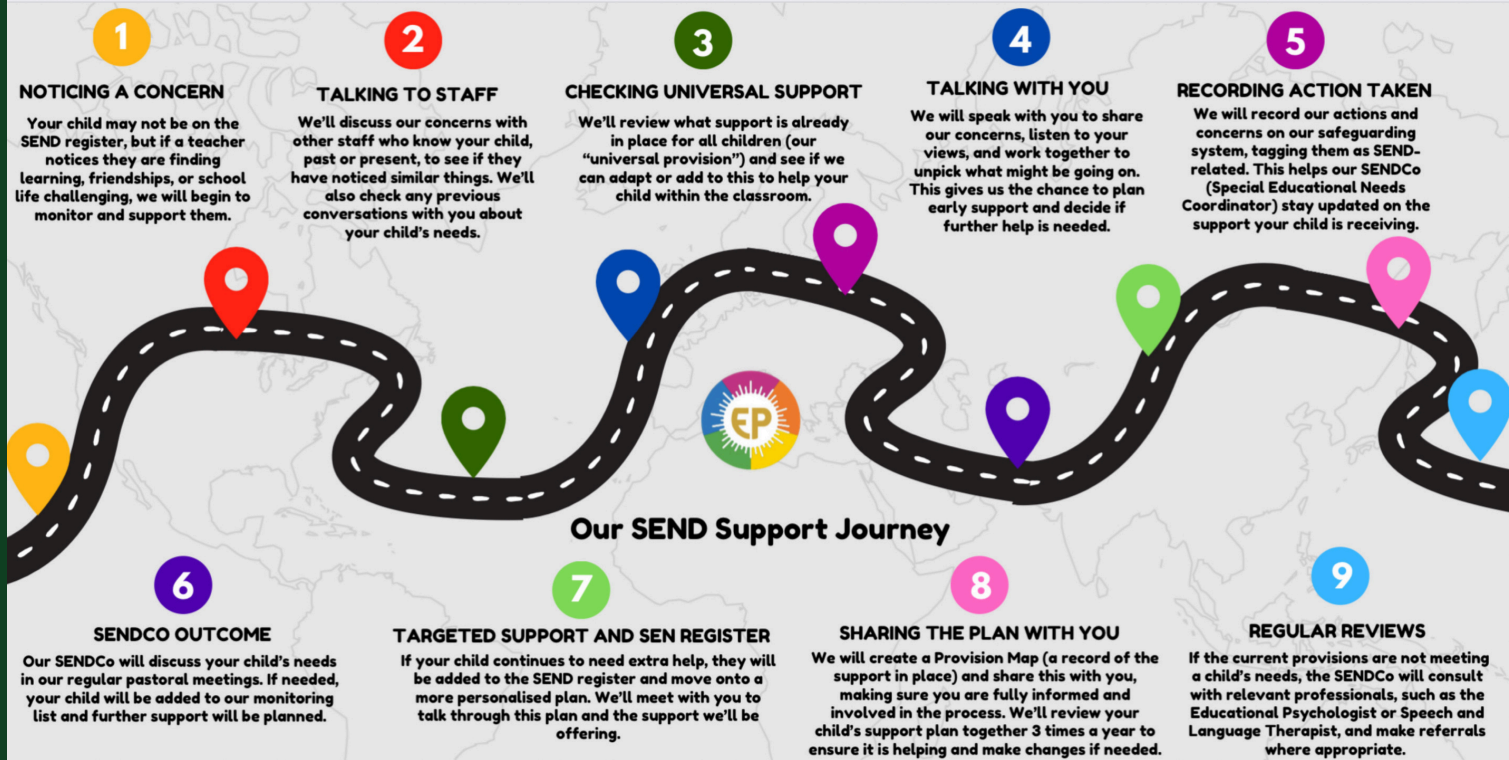 1
NOTICING A CONCERN
Your child may not be on the
SEND register, but if a teacher
notices they are finding
learning, friendships, or school
life challenging, we will begin to
monitor and support them.
2
TALKING TO STAFF
We'll discuss our concerns with
other staff who know your child,
past or present, to see if they
have noticed similar things. We'll
also check any previous
conversations with you about
your child's needs.
3
CHECKING UNIVERSAL SUPPORT
We'll review what support is already
in place for all children (our
“universal provision”) and see if we
can adapt or add to this to help your
child within the classroom.
4
TALKING WITH YOU
We will speak with you to share
our concerns, listen to your
views, and work together to
unpick what might be going on.
This gives us the chance to plan
early support and decide if
further help is needed.
5
RECORDING ACTION TAKEN
We will record our actions and
concerns on our safeguarding
system, tagging them as SEND-
related. This helps our SENDCo
(Special Educational Needs
Coordinator) stay updated on the
support your child is receiving.
EP
Our SEND Support Journey
6
SENDCO OUTCOME
Our SENDCo will discuss your child's needs
in our regular pastoral meetings. If needed,
your child will be added to our monitoring
list and further support will be planned.
7
TARGETED SUPPORT AND SEN REGISTER
If your child continues to need extra help, they will
be added to the SEND register and move onto a
more personalised plan. We'll meet with you to
talk through this plan and the support we'll be
offering.
8
SHARING THE PLAN WITH YOU
We will create a Provision Map (a record of the
support in place) and share this with you,
making sure you are fully informed and
involved in the process. We'll review your
child's support plan together 3 times a year to
ensure it is helping and make changes if needed.
9
REGULAR REVIEWS
If the current provisions are not meeting
a child's needs, the SENDCo will consult
with relevant professionals, such as the
Educational Psychologist or Speech and
Language Therapist, and make referrals
where appropriate.